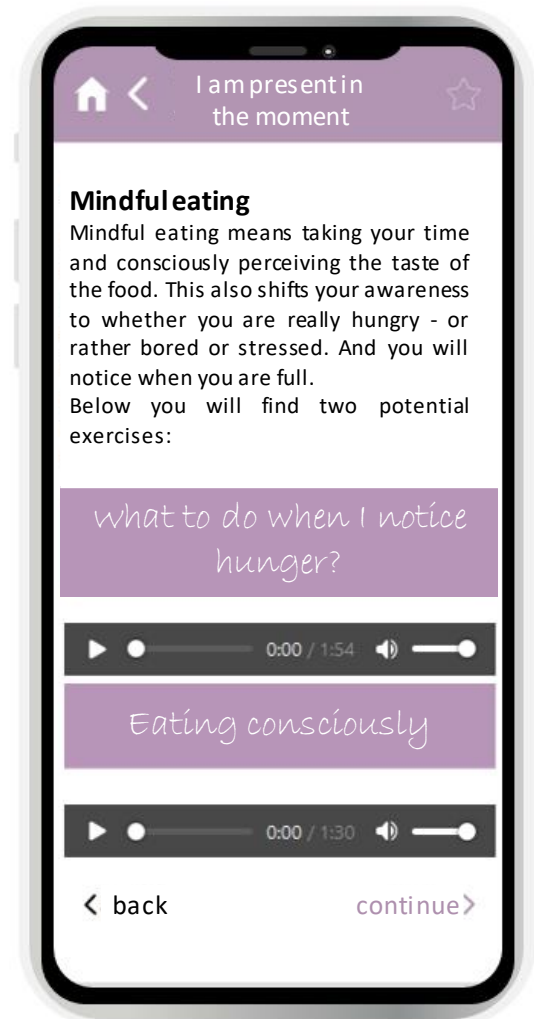 I am present in
the moment
Mindful eating
Mindful eating means taking your time
and consciously perceiving the taste of
the food. This also shifts your awareness
to whether you are really hungry - or
rather bored or stressed. And you will
notice when you are full.
Below you will find two potential
exercises:
What to do when I notice
hunger?
0:00 / 1:54
Eating consciously
0:00 / 1:30
back
continue